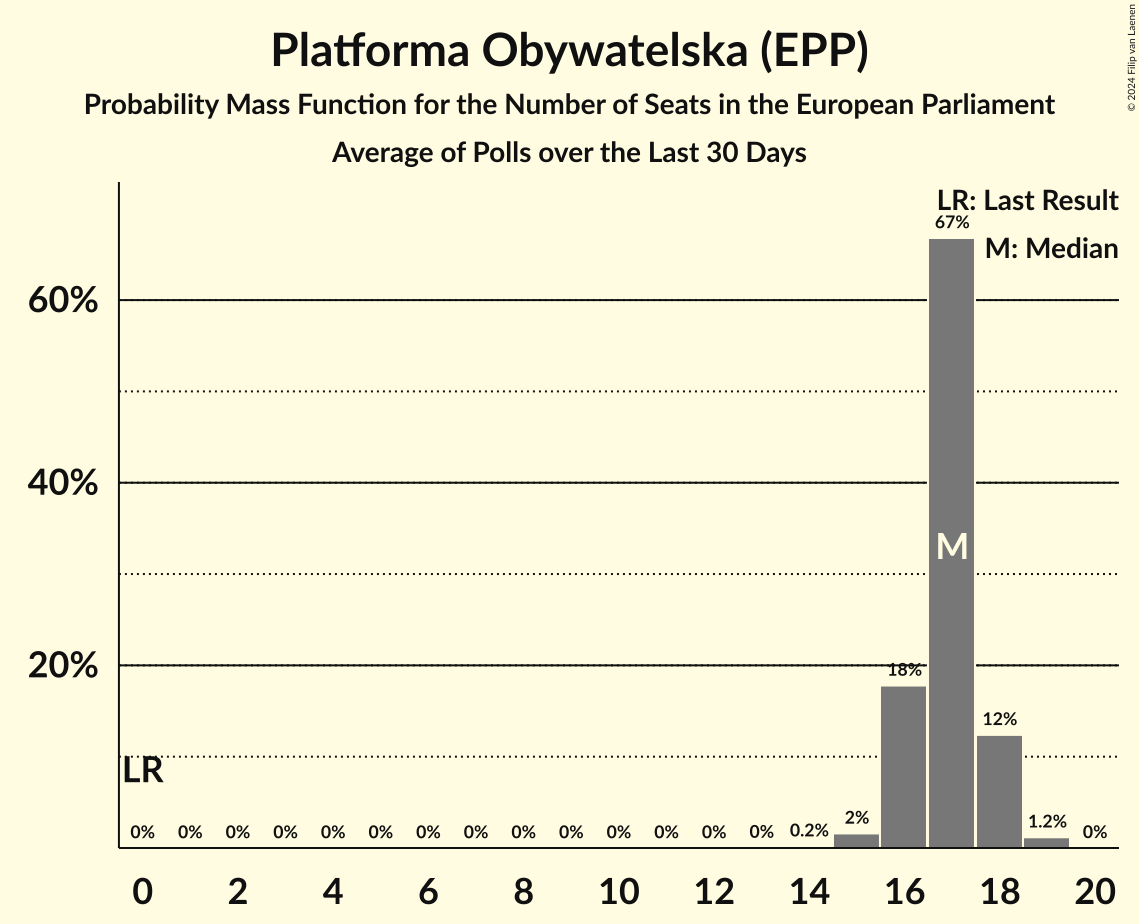 Platforma Obywatelska (EPP)
Probability Mass Function for the Number of Seats in the European Parliament
Average of Polls over the Last 30 Days
© 2024 Filip van Laenen
LR: Last Result
M: Median
67%
60%
40%
M
20%
18%
12%
LR
0% 0% 0% 0% 0% 0% 0% 0% 0% 0% 0% 0% 0% 0% 0.2% 2% 1.2% 0%
0 2 4 6 8 10 12 14 16 18 20